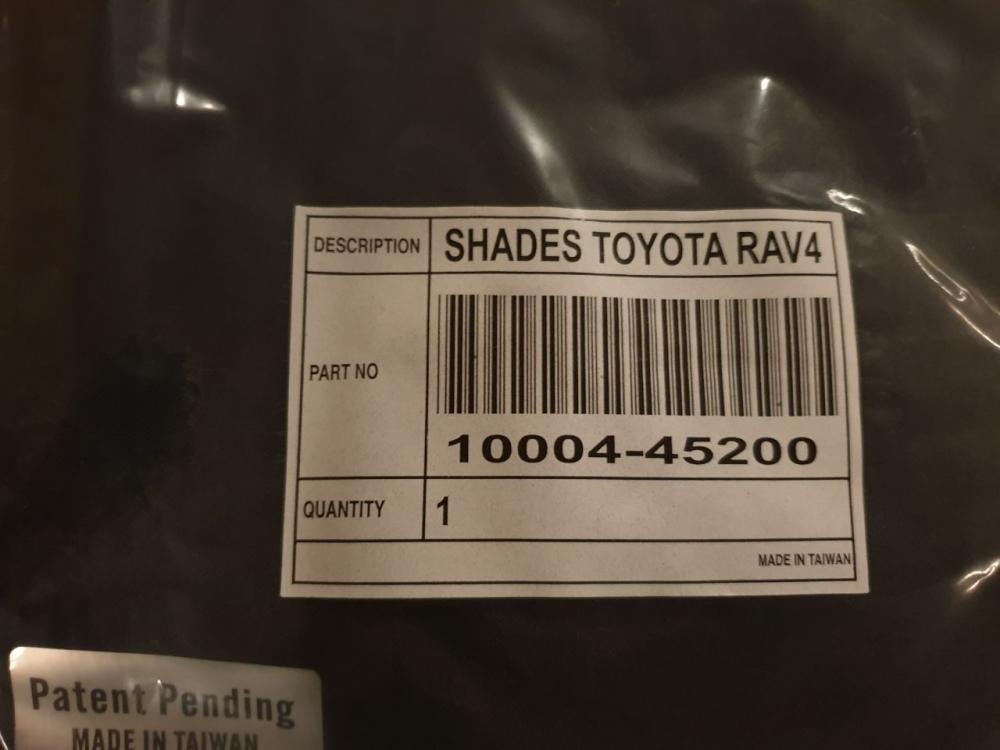 DESCRIPTION SHADES TOYOTA RAV4
PART NO
10004-45200
QUANTITY 1
MADE IN TAIWAN
Patent Pending
MADE IN TAIWAN